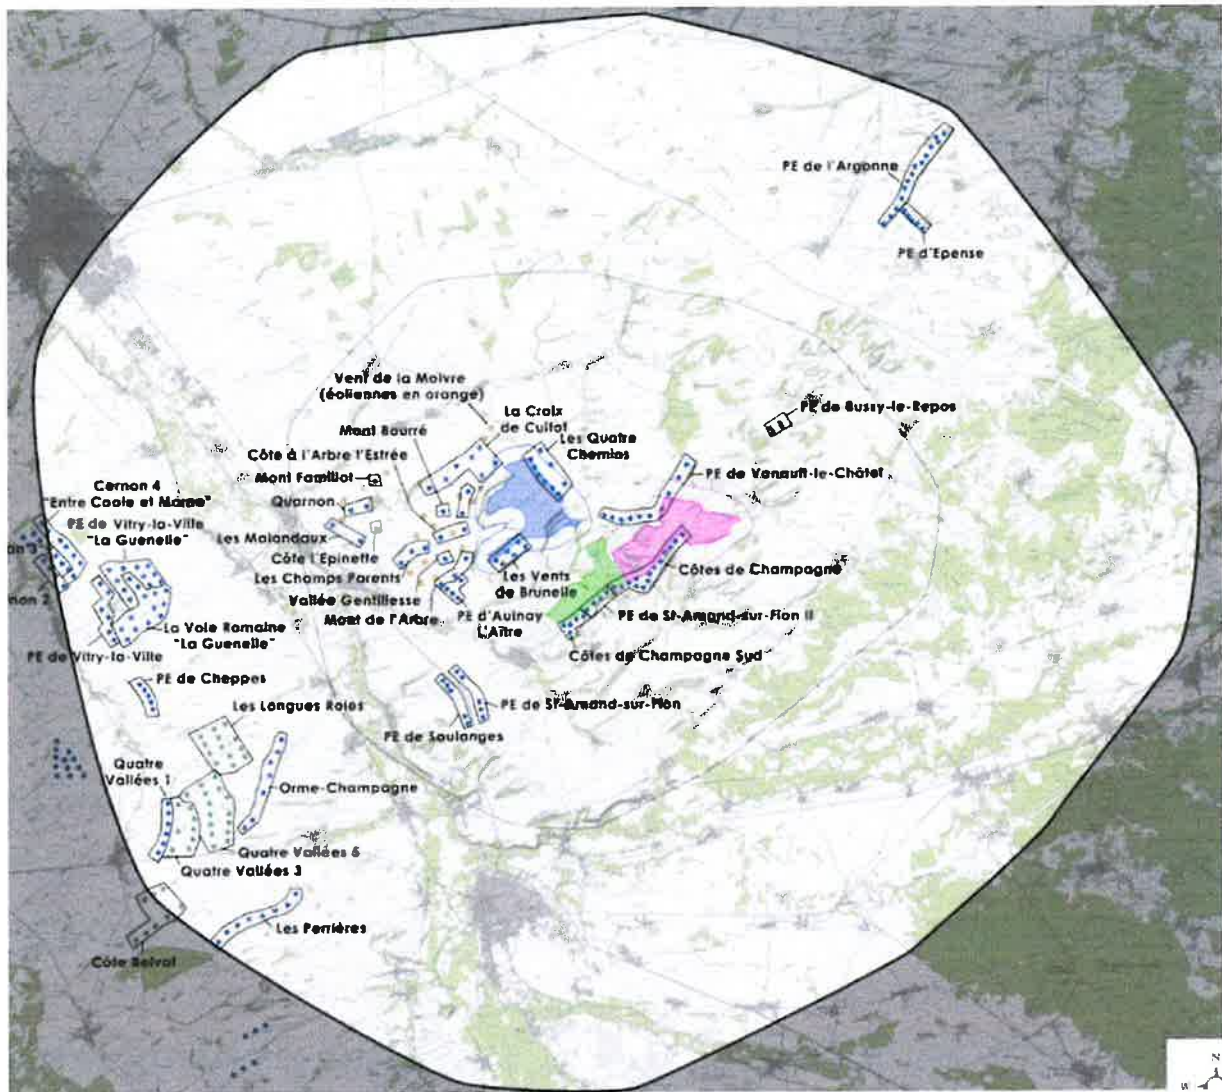 PE de l'Argonne
PE d'Epense
Vent de la Moivre
(éoliennes en orange)
La Croix
de Cuitot
Mont Bourré
Les Quatre
Chemins
PE de Bussy-le-Repos
Côte à l'Arbre l'Estrée
Mont Famillot
PE de Vanault-le-Châtel
Cernon 4
"Entre Coole et Marne"
Quarnon
PE de Vitry-la-Ville
"La Guenelle"
Les Malandaux
Côte l'Epinette
Les Champs Parents
Les Vents
de Brunelle
Côtes de Champagne
Vallée Gentillesse
Mont de l'Arbre
PE d'Aulnay
L'Aître
PE de St-Amand-sur-Fion II
La Voie Romaine
"La Guenelle"
PE de Vitry-la-Ville
Côtes de Champagne Sud
PE de Cheppes
Les Longues Roies
PE de St-Amand-sur-Fion
PE de Soulanges
Quatre
Vallées 1
Orme-Champagne
Quatre Vallées 5
Quatre Vallées 3
Les Perrières
Côte Belvat
N
W